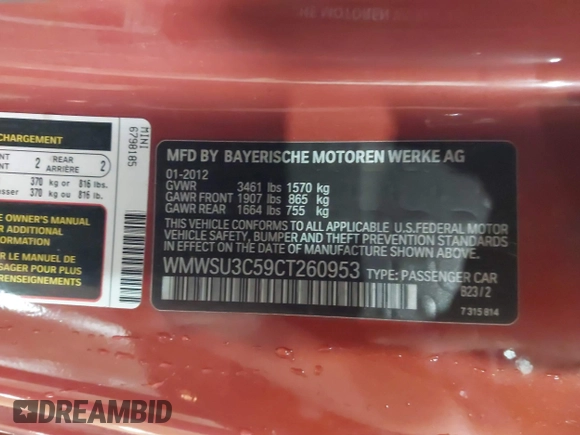 CHARGEMENT
2 REAR 2
ARRIÈRE
370 kg or 816 lbs.
370 kg ou 816 lb.
OWNER'S MANUAL
ADDITIONAL
MATION
MANUEL
RENSEIGNEMENTS
MINI
6798185
MFD BY BAYERISCHE MOTOREN WERKE AG
01-2012
GVWR 3461 lbs 1570 kg
GAWR FRONT 1907 lbs 865 kg
GAWR REAR 1664 lbs 755 kg
THIS VEHICLE CONFORMS TO ALL APPLICABLE U.S.FEDERAL MOTOR
VEHICLE SAFETY, BUMPER AND THEFT PREVENTION STANDARDS
IN EFFECT ON THE DATE OF MANUFACTURE SHOWN ABOVE.
WMWSU3C59CT260953 TYPE: PASSENGER CAR
B23/2
7 315 814
DREAMBID